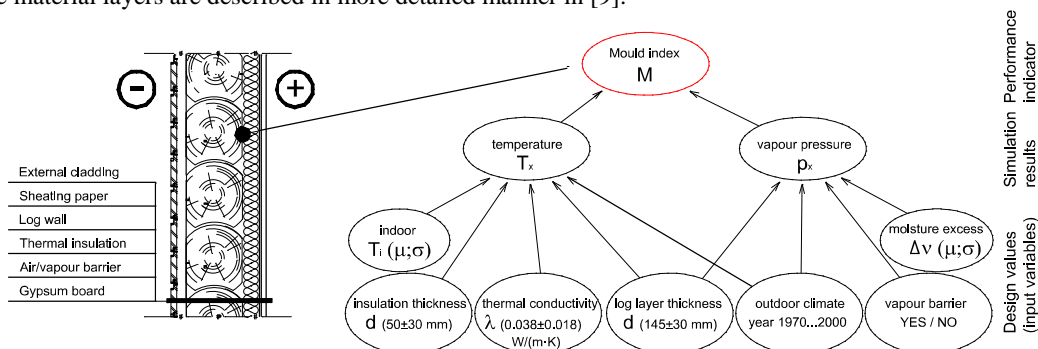 e material layers are described in more detailed manner in [9].
−
+
External cladding
Sheating paper
Log wall
Thermal insulation
Air/vapour barrier
Gypsum board
Mould index
M
temperature
Tx
vapour pressure
px
indoor
Ti (μ;σ)
moisture excess
Δν (μ;σ)
insulation thickness
d (50±30 mm)
thermal conductivity
λ (0.038±0.018)
W/(m·K)
log layer thickness
d (145±30 mm)
outdoor climate
year 1970...2000
vapour barrier
YES / NO
Performance
indicator
Simulation
results
Design values
(input variables)